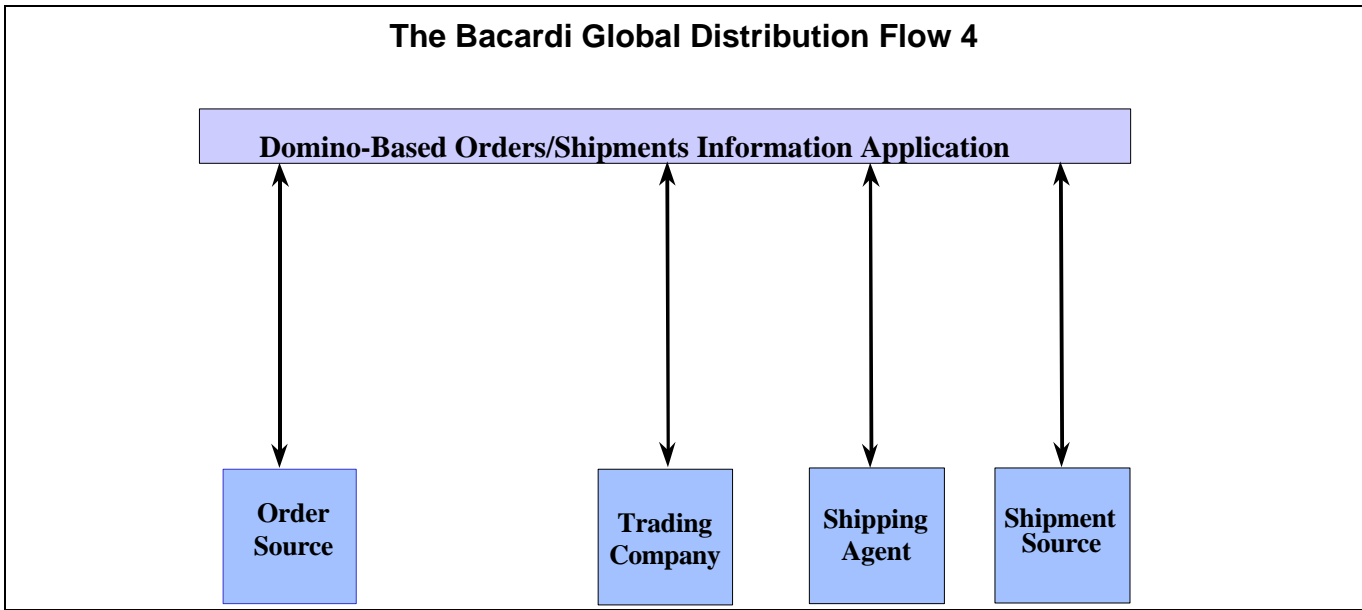 The Bacardi Global Distribution Flow 4
Domino-Based Orders/Shipments Information Application
Order
Source
Trading
Company
Shipping
Agent
Shipment
Source